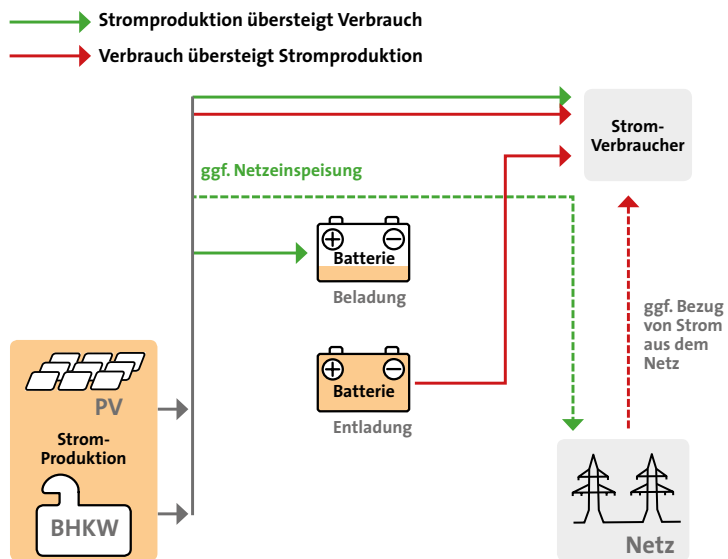 Stromproduktion übersteigt Verbrauch
Verbrauch übersteigt Stromproduktion
Strom-
Verbraucher
ggf. Netzeinspeisung
Batterie
Beladung
ggf. Bezug
von Strom
aus dem
Netz
Batterie
Entladung
PV
Strom-
Produktion
BHKW
Netz